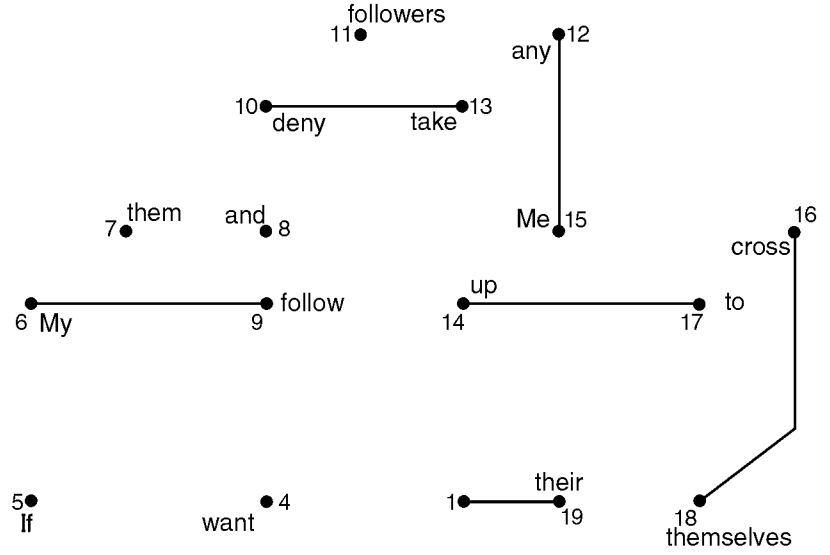 followers
11 12
any
10 13
deny take
them and Me 15 16
7 8 cross
up
follow to
6 My 9 14 17
their
5 4 1
If want 19 18
themselves